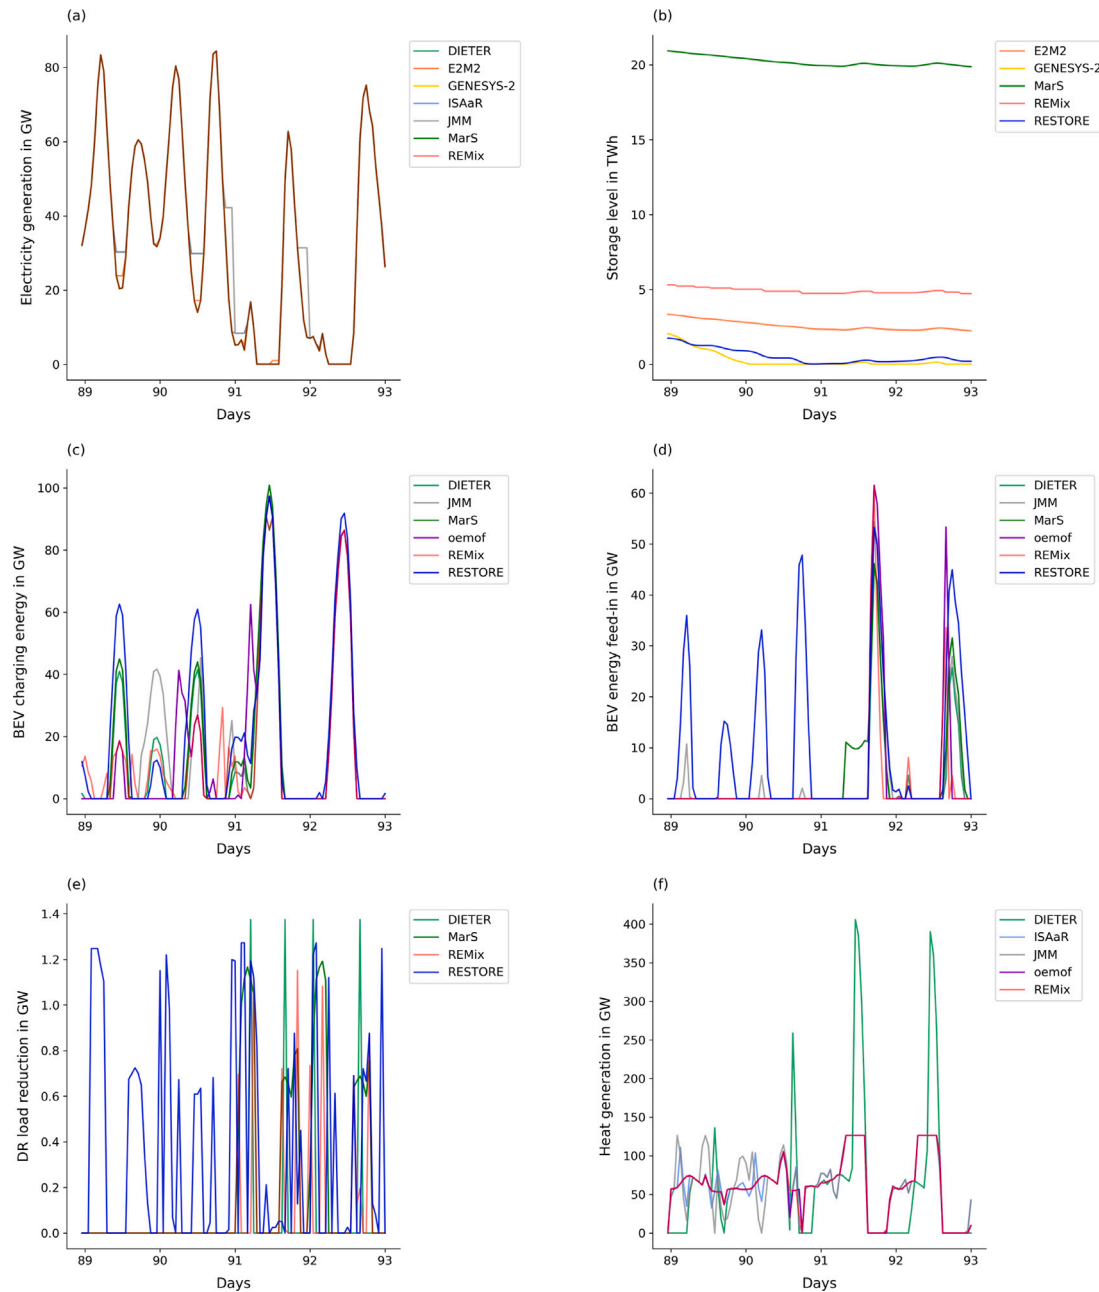 (a)
Electricity generation in GW
80
60
40
20
0
89 90 91 92 93
Days
DIETER
E2M2
GENESYS-2
ISAaR
JMM
MarS
REMix
(b)
Storage level in TWh
20
15
10
5
0
89 90 91 92 93
Days
E2M2
GENESYS-2
MarS
REMix
RESTORE
(c)
BEV charging energy in GW
100
80
60
40
20
0
89 90 91 92 93
Days
DIETER
JMM
MarS
oemof
REMix
RESTORE
(d)
BEV energy feed-in in GW
60
50
40
30
20
10
0
89 90 91 92 93
Days
DIETER
JMM
MarS
oemof
REMix
RESTORE
(e)
DR load reduction in GW
1.4
1.2
1.0
0.8
0.6
0.4
0.2
0.0
89 90 91 92 93
Days
DIETER
MarS
REMix
RESTORE
(f)
Heat generation in GW
400
350
300
250
200
150
100
50
0
89 90 91 92 93
Days
DIETER
ISAaR
JMM
oemof
REMix